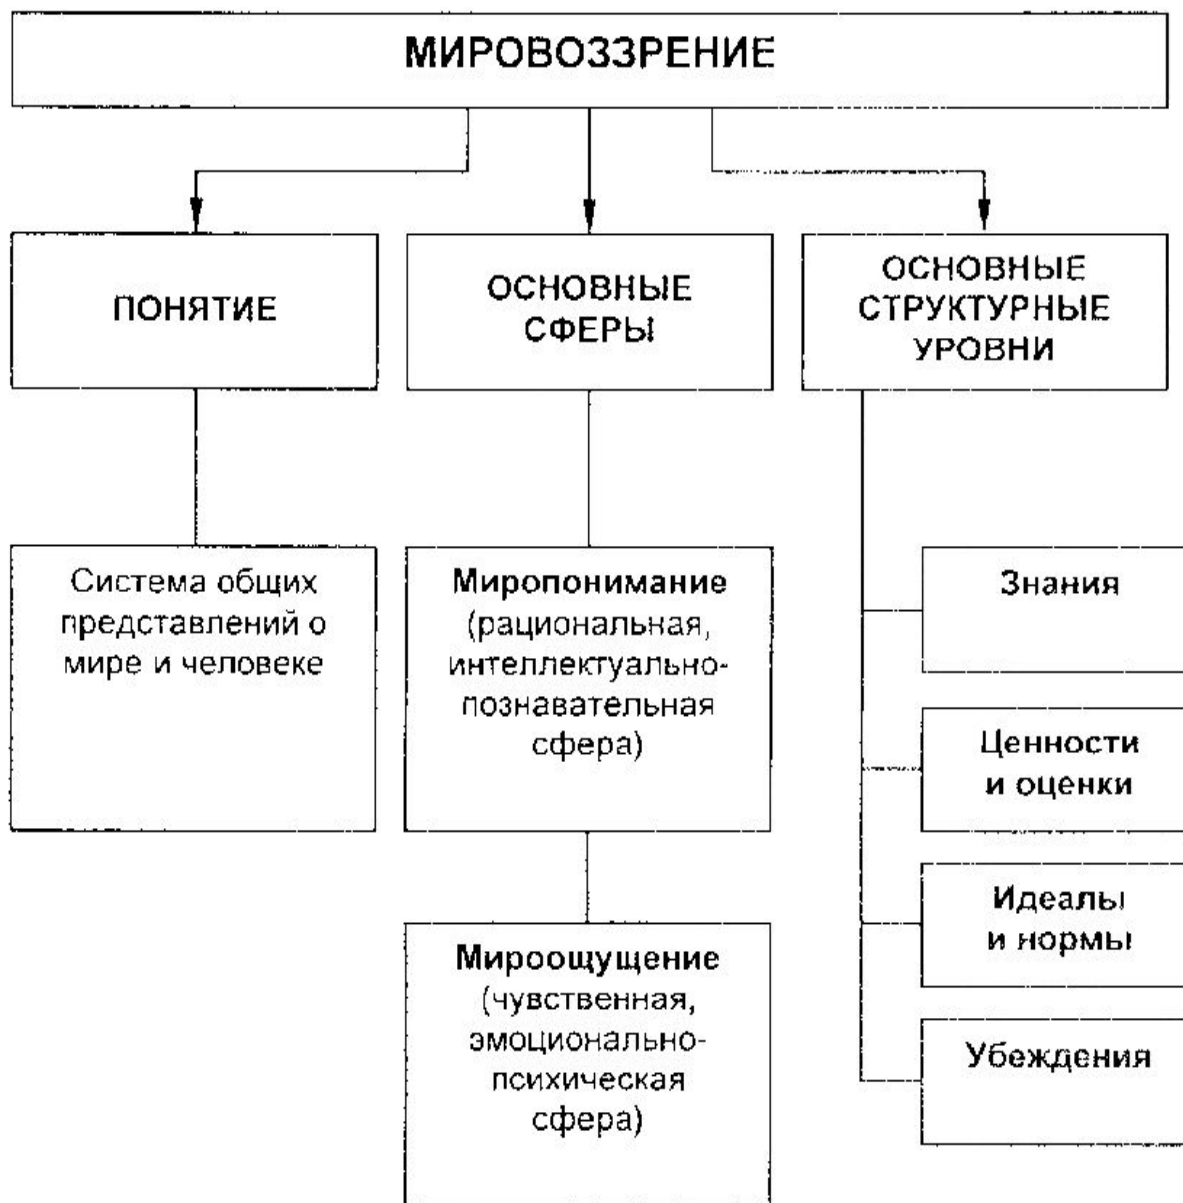 МИРОВОЗЗРЕНИЕ
ПОНЯТИЕ
ОСНОВНЫЕ
СФЕРЫ
ОСНОВНЫЕ
СТРУКТУРНЫЕ
УРОВНИ
Система общих
представлений о
мире и человеке
Миропонимание
(рациональная,
интеллектуально-
познавательная
сфера)
Мироощущение
(чувственная,
эмоционально-
психическая
сфера)
Знания
Ценности
и оценки
Идеалы
и нормы
Убеждения